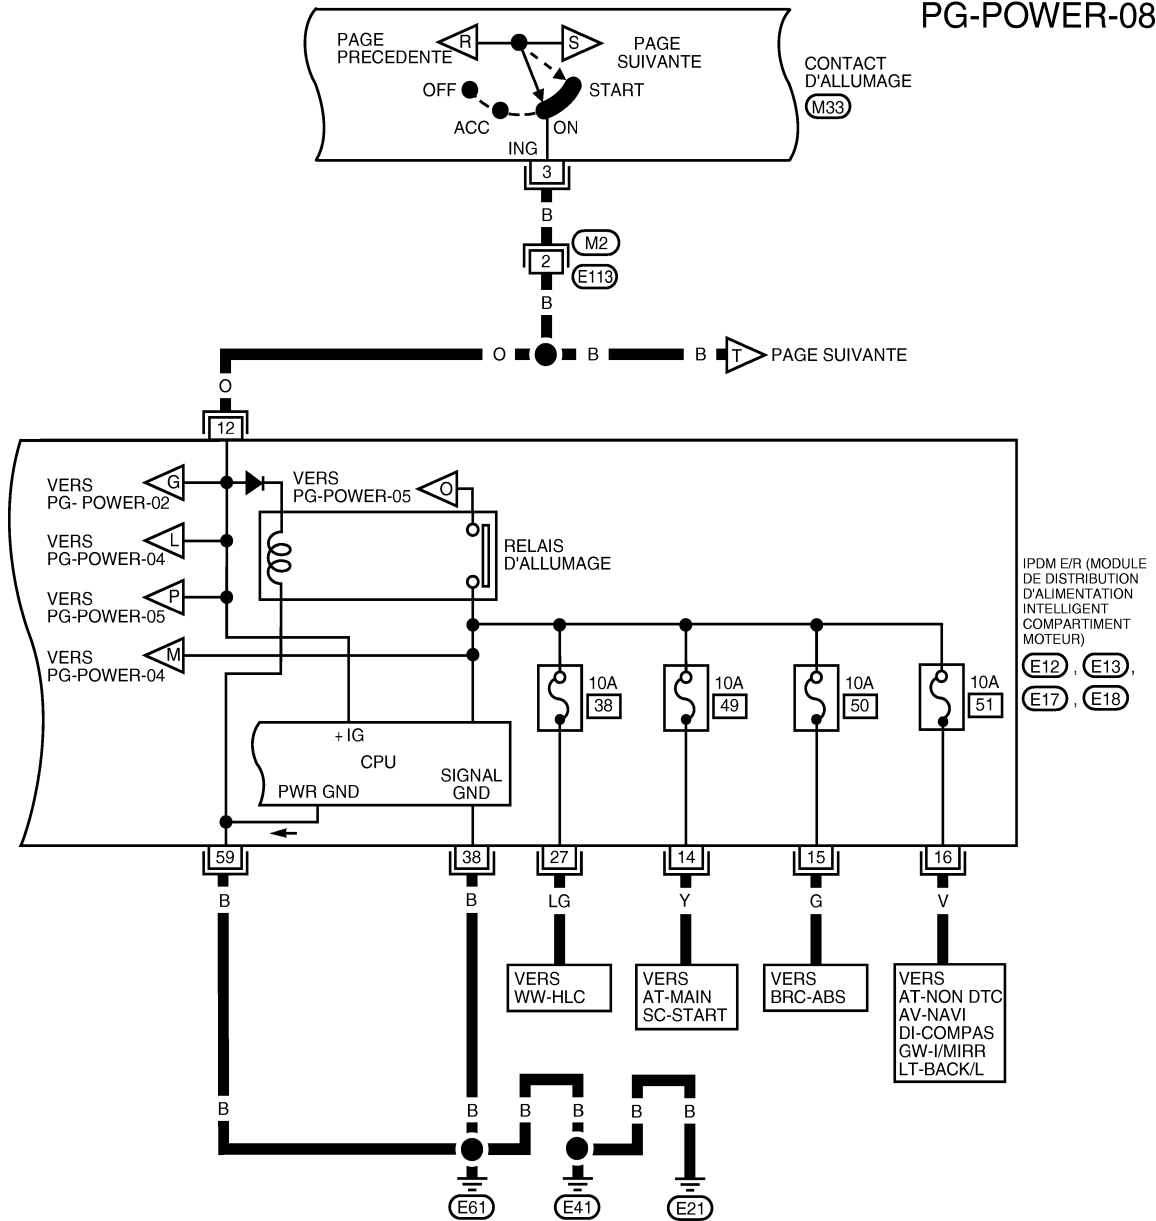 PG-POWER-08
PAGE
PRECEDENTE
R
S
PAGE
SUIVANTE
OFF
START
ACC
ON
ING
CONTACT
D'ALLUMAGE
M33
3
B
M2
2
E113
B
O
B
B
T
PAGE SUIVANTE
O
12
VERS
PG- POWER-02
G
VERS
PG-POWER-05
O
VERS
PG-POWER-04
L
RELAIS
D'ALLUMAGE
VERS
PG-POWER-05
P
VERS
PG-POWER-04
M
IPDM E/R (MODULE
DE DISTRIBUTION
D'ALIMENTATION
INTELLIGENT
COMPARTIMENT
MOTEUR)
E12 , E13 ,
E17 , E18
10A
38
10A
49
10A
50
10A
51
+ IG
CPU
SIGNAL
GND
PWR GND
59
38
27
14
15
16
B
B
LG
Y
G
V
VERS
WW-HLC
VERS
AT-MAIN
SC-START
VERS
BRC-ABS
VERS
AT-NON DTC
AV-NAVI
DI-COMPAS
GW-I/MIRR
LT-BACK/L
B
B
B
B
B
B
E61
E41
E21